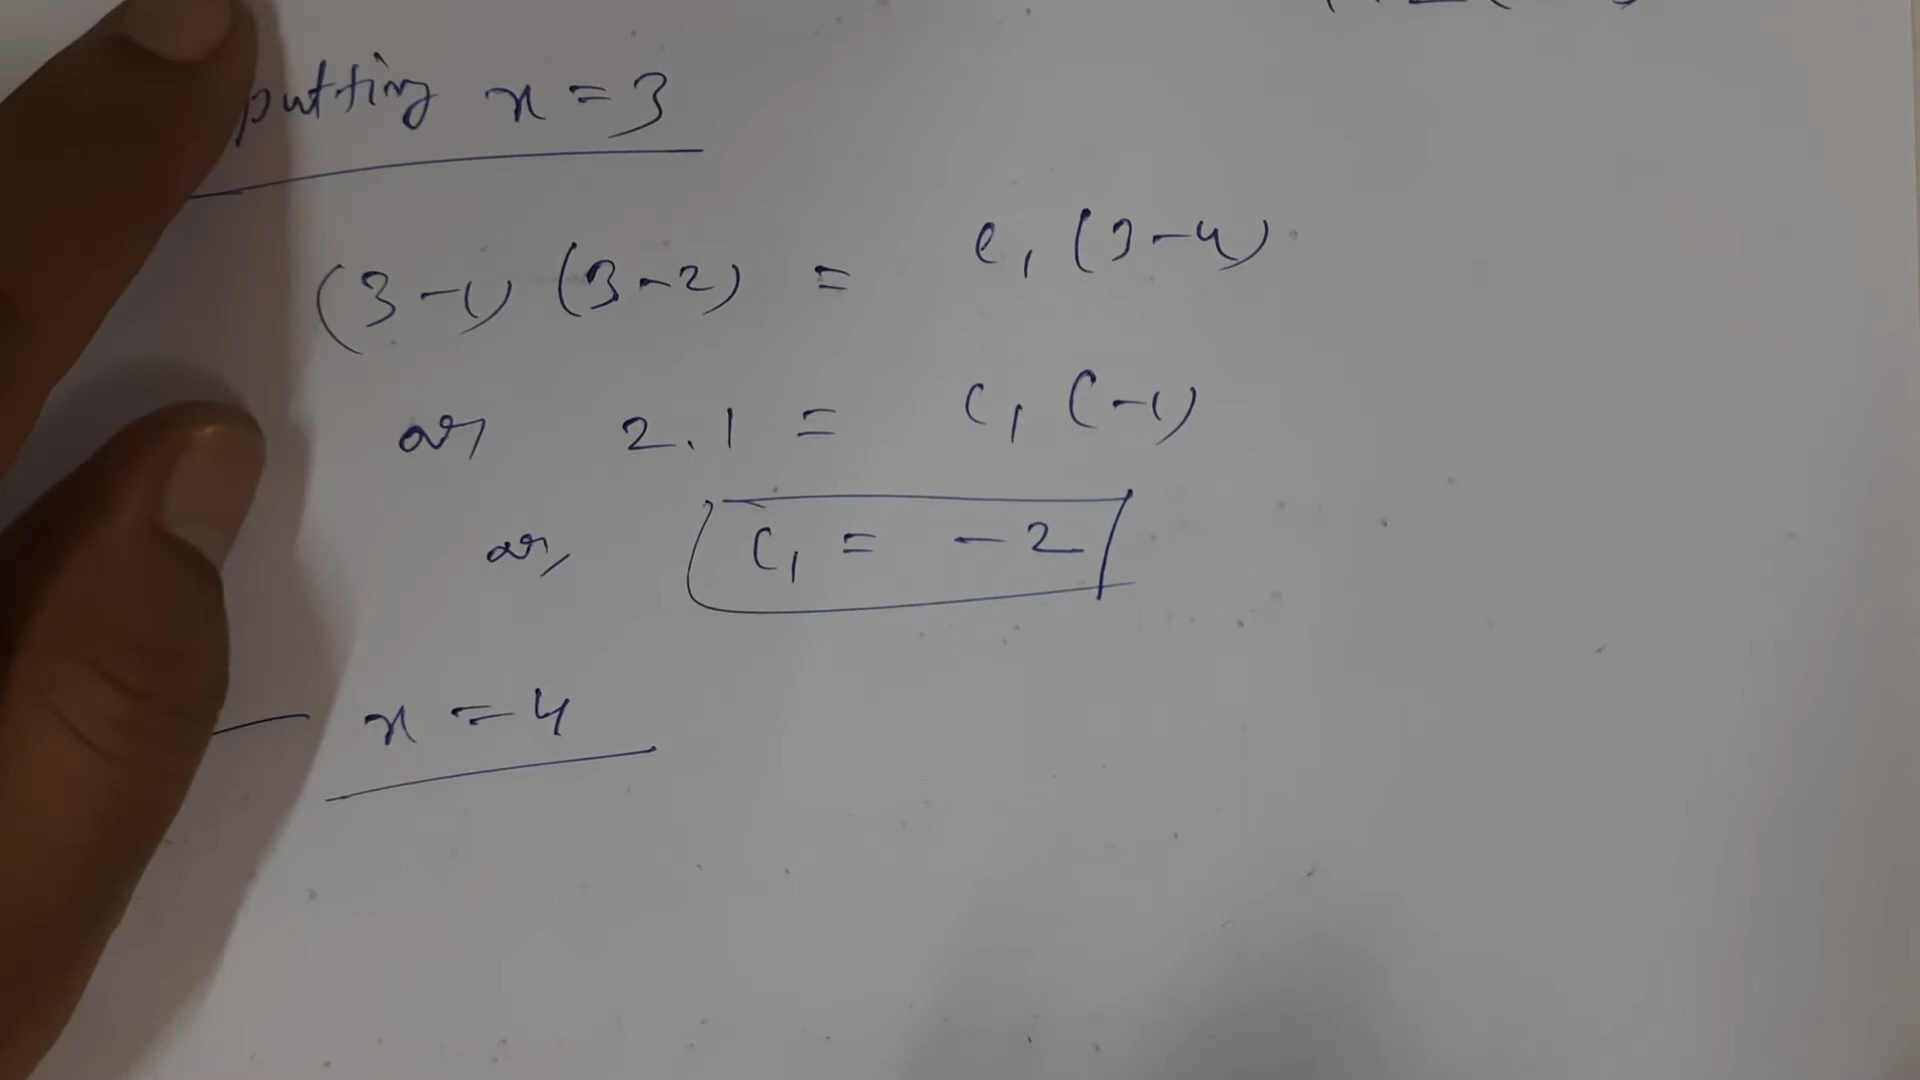 putting x = 3
(3-1) (3-2) = C₁ (3-4)
or, 2.1 = C₁ (-1)
or, C₁ = -2
x = 4